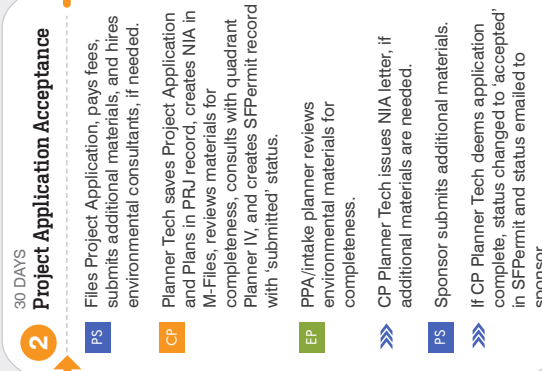 30 DAYS
2 Project Application Acceptance
PS Files Project Application, pays fees,
submits additional materials, and hires
environmental consultants, if needed.
CP Planner Tech saves Project Application
and Plans in PRJ record, creates NIA in
M-Files, reviews materials for
completeness, consults with quadrant
Planner IV, and creates SFPermit record
with ‘submitted’ status.
EP PPA/intake planner reviews
environmental materials for
completeness.
CP Planner Tech issues NIA letter, if
additional materials are needed.
PS Sponsor submits additional materials.
If CP Planner Tech deems application
complete, status changed to ‘accepted’
in SFPermit and status emailed to
sponsor